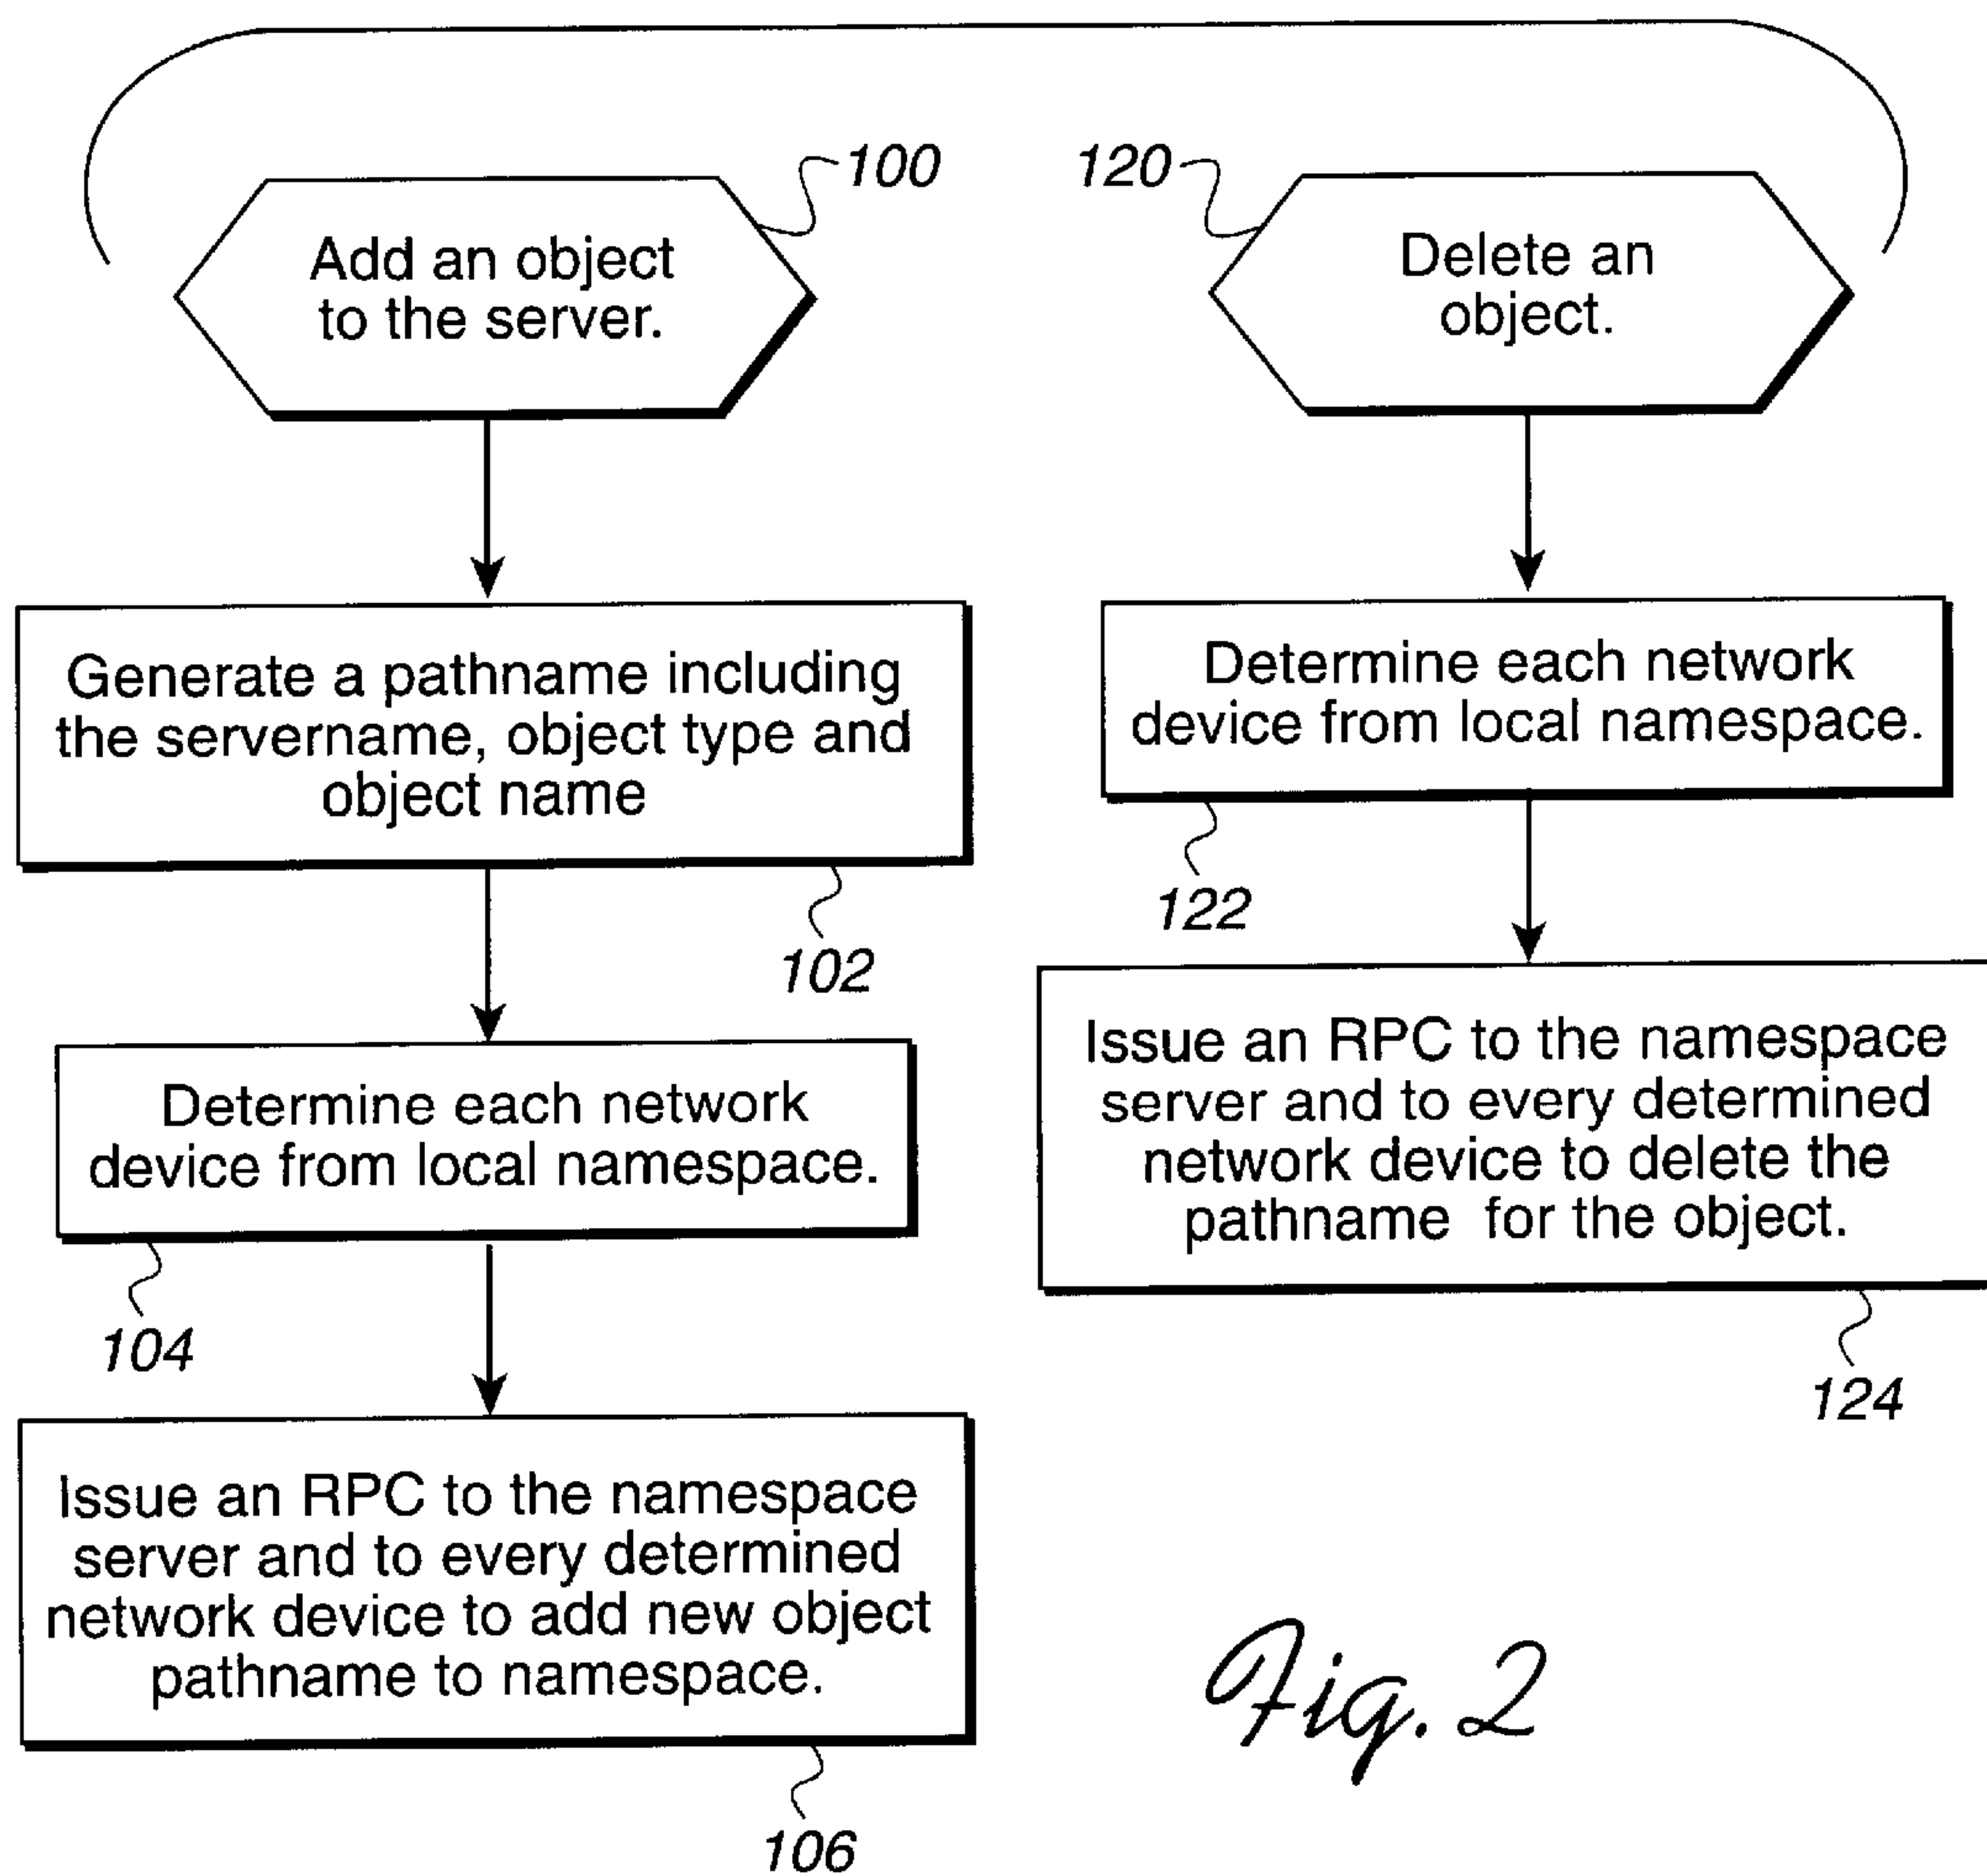 100
Add an object
to the server.
Generate a pathname including
the servername, object type and
object name
102
Determine each network
device from local namespace.
104
Issue an RPC to the namespace
server and to every determined
network device to add new object
pathname to namespace.
106
120
Delete an
object.
Determine each network
device from local namespace.
122
Issue an RPC to the namespace
server and to every determined
network device to delete the
pathname for the object.
124
Fig. 2